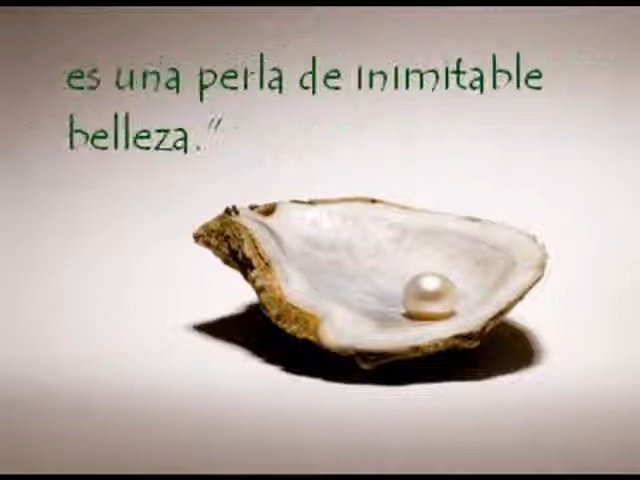 es una perla de inimitable
belleza.”